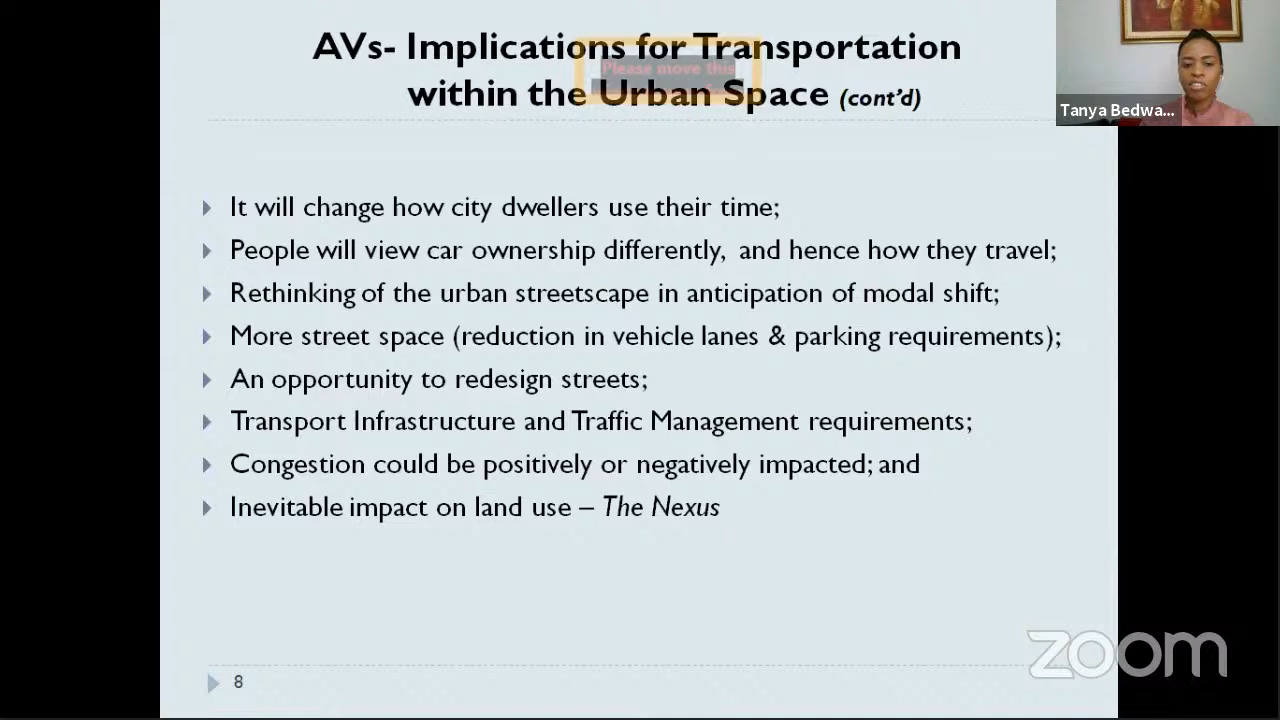 AVs- Implications for Transportation
within the Urban Space (cont'd)
Please move this
Tanya Bedwa...
It will change how city dwellers use their time;
People will view car ownership differently, and hence how they travel;
Rethinking of the urban streetscape in anticipation of modal shift;
More street space (reduction in vehicle lanes & parking requirements);
An opportunity to redesign streets;
Transport Infrastructure and Traffic Management requirements;
Congestion could be positively or negatively impacted; and
Inevitable impact on land use – The Nexus
8
zoom